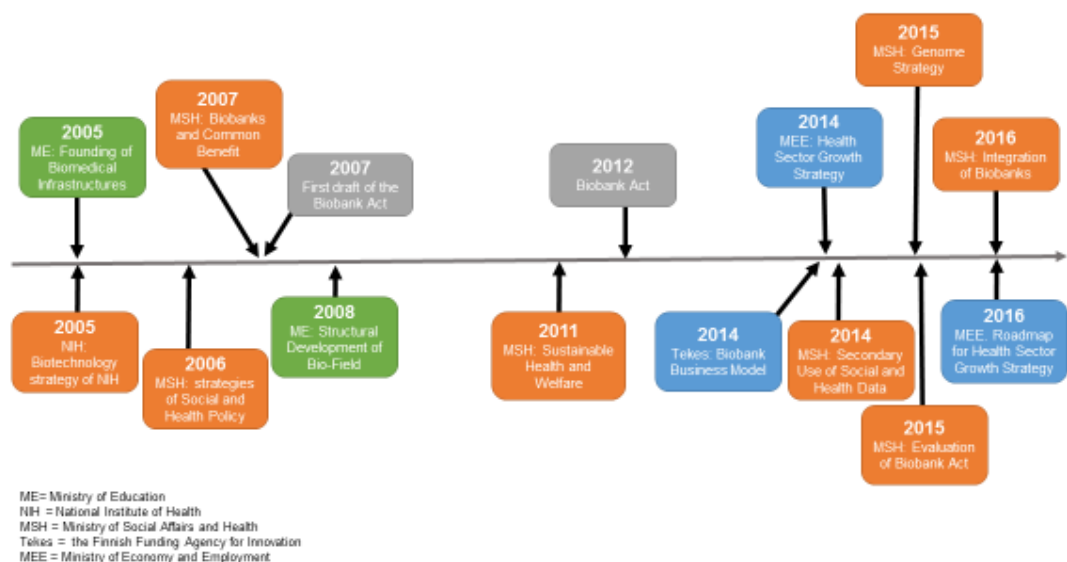 2005
ME: Founding of
Biomedical
Infrastructures
2007
MSH: Biobanks
and Common
Benefit
2007
First draft of the
Biobank Act
2012
Biobank Act
2014
MEE: Health
Sector Growth
Strategy
2015
MSH: Genome
Strategy
2016
MSH: Integration
of Biobanks
2005
NIH:
Biotechnology
strategy of NIH
2006
MSH: strategies
of Social and
Health Policy
2008
ME: Structural
Development of
Bio-Field
2011
MSH: Sustainable
Health and
Welfare
2014
Tekes: Biobank
Business Model
2014
MSH: Secondary
Use of Social and
Health Data
2015
MSH: Evaluation
of Biobank Act
2016
MEE: Roadmap
for Health Sector
Growth Strategy
ME= Ministry of Education
NIH = National Institute of Health
MSH = Ministry of Social Affairs and Health
Tekes = the Finnish Funding Agency for Innovation
MEE = Ministry of Economy and Employment